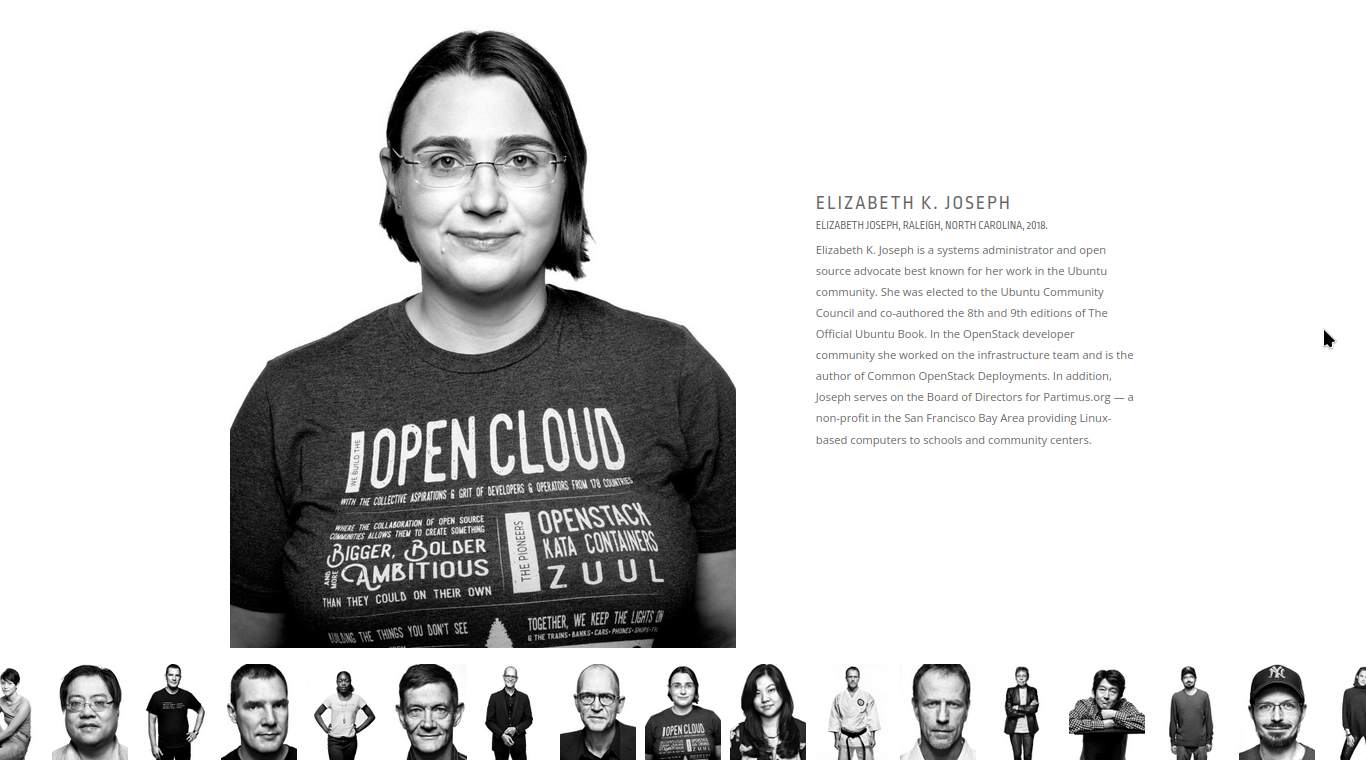 ELIZABETH K. JOSEPH
ELIZABETH JOSEPH, RALEIGH, NORTH CAROLINA, 2018.
Elizabeth K. Joseph is a systems administrator and open
source advocate best known for her work in the Ubuntu
community. She was elected to the Ubuntu Community
Council and co-authored the 8th and 9th editions of The
Official Ubuntu Book. In the OpenStack developer
community she worked on the infrastructure team and is the
author of Common OpenStack Deployments. In addition,
Joseph serves on the Board of Directors for Partimus.org — a
non-profit in the San Francisco Bay Area providing Linux-
based computers to schools and community centers.
WE BUILD THE
OPEN CLOUD
WITH THE COLLECTIVE ASPIRATIONS & GRIT OF DEVELOPERS & OPERATORS FROM 178 COUNTRIES
WHERE THE COLLABORATION OF OPEN SOURCE
COMMUNITIES ALLOWS THEM TO CREATE SOMETHING
BIGGER, BOLDER
AND MORE AMBITIOUS
THAN THEY COULD ON THEIR OWN
THE PIONEERS
OPENSTACK
KATA CONTAINERS
ZUUL
BUILDING THE THINGS YOU DON'T SEE
TOGETHER, WE KEEP THE LIGHTS ON
& THE TRAINS • BANKS • CARS • PHONES • SHIPS
OPEN CLOUD